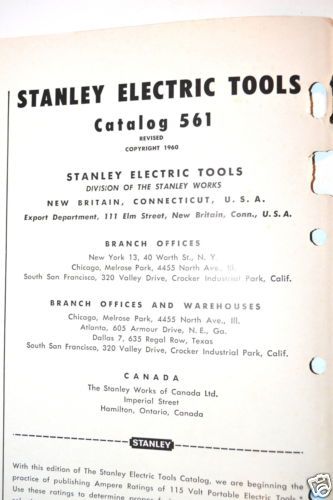 STANLEY ELECTRIC TOOLS
Catalog 561
REVISED
COPYRIGHT 1960
STANLEY ELECTRIC TOOLS
DIVISION OF THE STANLEY WORKS
NEW BRITAIN, CONNECTICUT, U. S. A.
Export Department, 111 Elm Street, New Britain, Conn., U. S. A.
BRANCH OFFICES
New York 13, 40 Worth St., N. Y.
Chicago, Melrose Park, 4455 North Ave., Ill.
South San Francisco, 320 Valley Drive, Crocker Industrial Park, Calif.
BRANCH OFFICES AND WAREHOUSES
Chicago, Melrose Park, 4455 North Ave., Ill.
Atlanta, 605 Armour Drive, N. E., Ga.
Dallas 7, 635 Regal Row, Texas
South San Francisco, 320 Valley Drive, Crocker Industrial Park, Calif.
CANADA
The Stanley Works of Canada Ltd.
Imperial Street
Hamilton, Ontario, Canada
STANLEY
With this edition of The Stanley Electric Tools Catalog, we are beginning the
practice of publishing Ampere Ratings of 115 Volt Portable Electric Tools.*
Use these ratings to determine proper